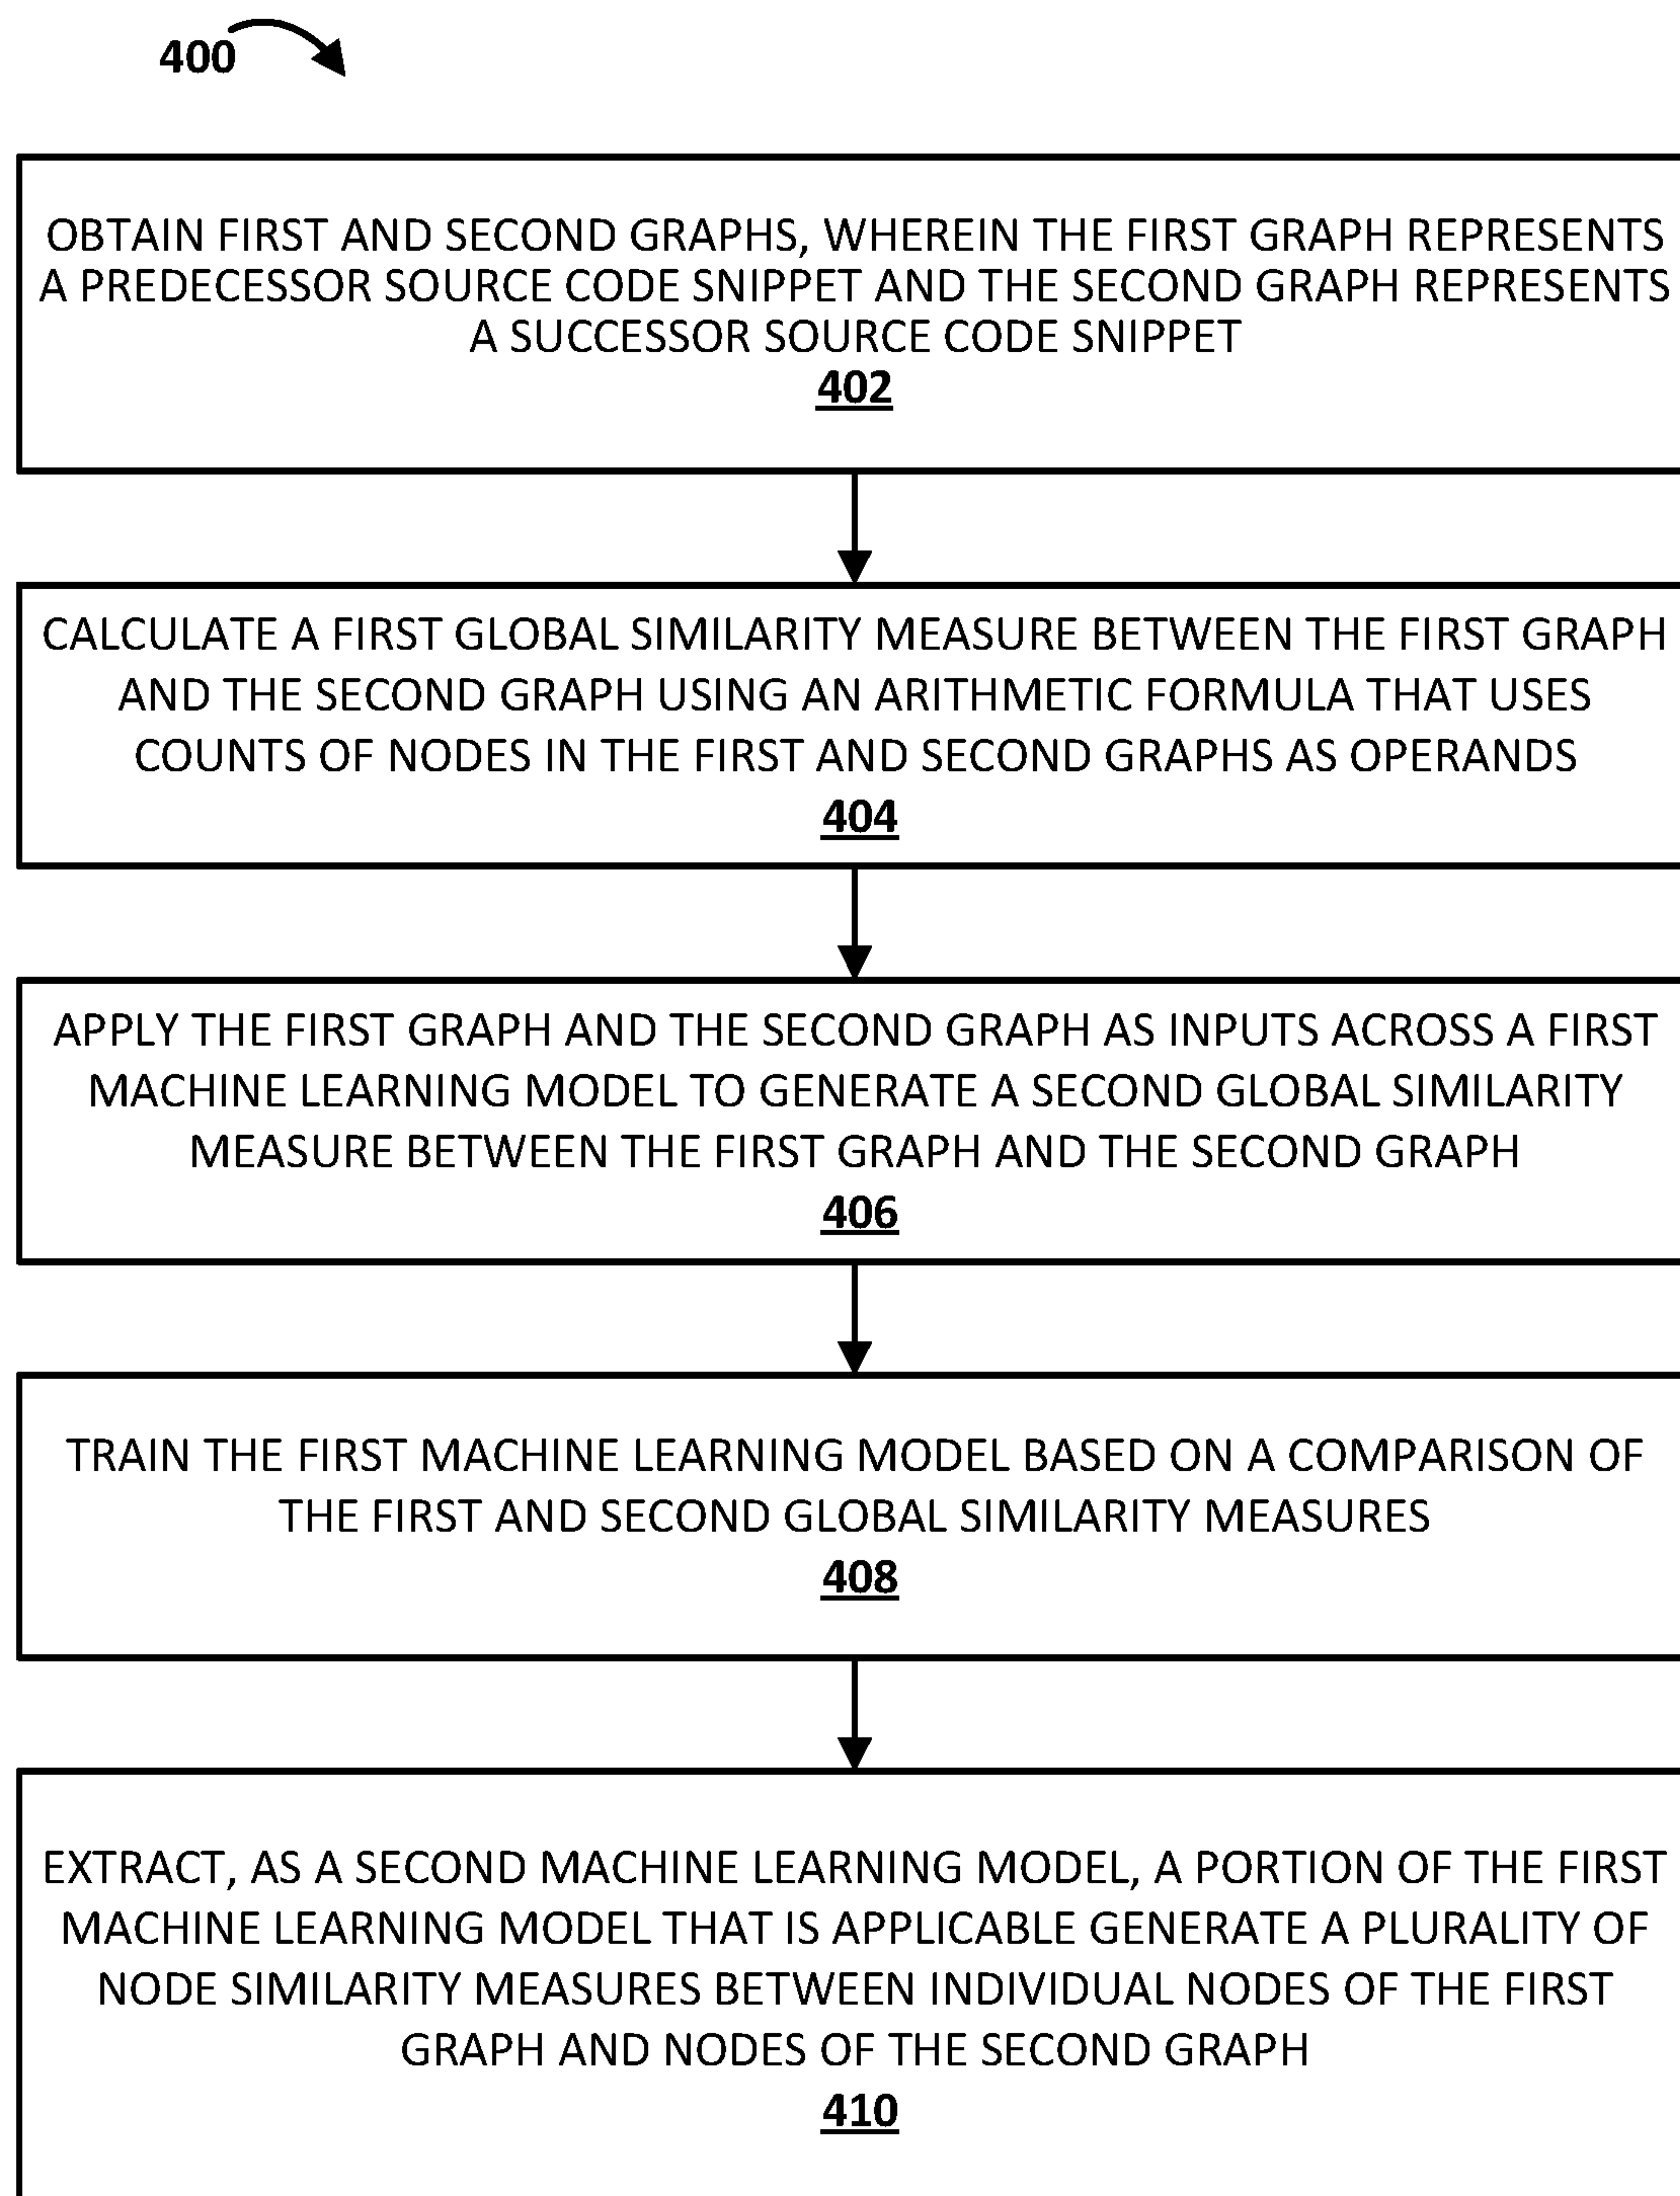 400
OBTAIN FIRST AND SECOND GRAPHS, WHEREIN THE FIRST GRAPH REPRESENTS
A PREDECESSOR SOURCE CODE SNIPPET AND THE SECOND GRAPH REPRESENTS
A SUCCESSOR SOURCE CODE SNIPPET
402
CALCULATE A FIRST GLOBAL SIMILARITY MEASURE BETWEEN THE FIRST GRAPH
AND THE SECOND GRAPH USING AN ARITHMETIC FORMULA THAT USES
COUNTS OF NODES IN THE FIRST AND SECOND GRAPHS AS OPERANDS
404
APPLY THE FIRST GRAPH AND THE SECOND GRAPH AS INPUTS ACROSS A FIRST
MACHINE LEARNING MODEL TO GENERATE A SECOND GLOBAL SIMILARITY
MEASURE BETWEEN THE FIRST GRAPH AND THE SECOND GRAPH
406
TRAIN THE FIRST MACHINE LEARNING MODEL BASED ON A COMPARISON OF
THE FIRST AND SECOND GLOBAL SIMILARITY MEASURES
408
EXTRACT, AS A SECOND MACHINE LEARNING MODEL, A PORTION OF THE FIRST
MACHINE LEARNING MODEL THAT IS APPLICABLE GENERATE A PLURALITY OF
NODE SIMILARITY MEASURES BETWEEN INDIVIDUAL NODES OF THE FIRST
GRAPH AND NODES OF THE SECOND GRAPH
410